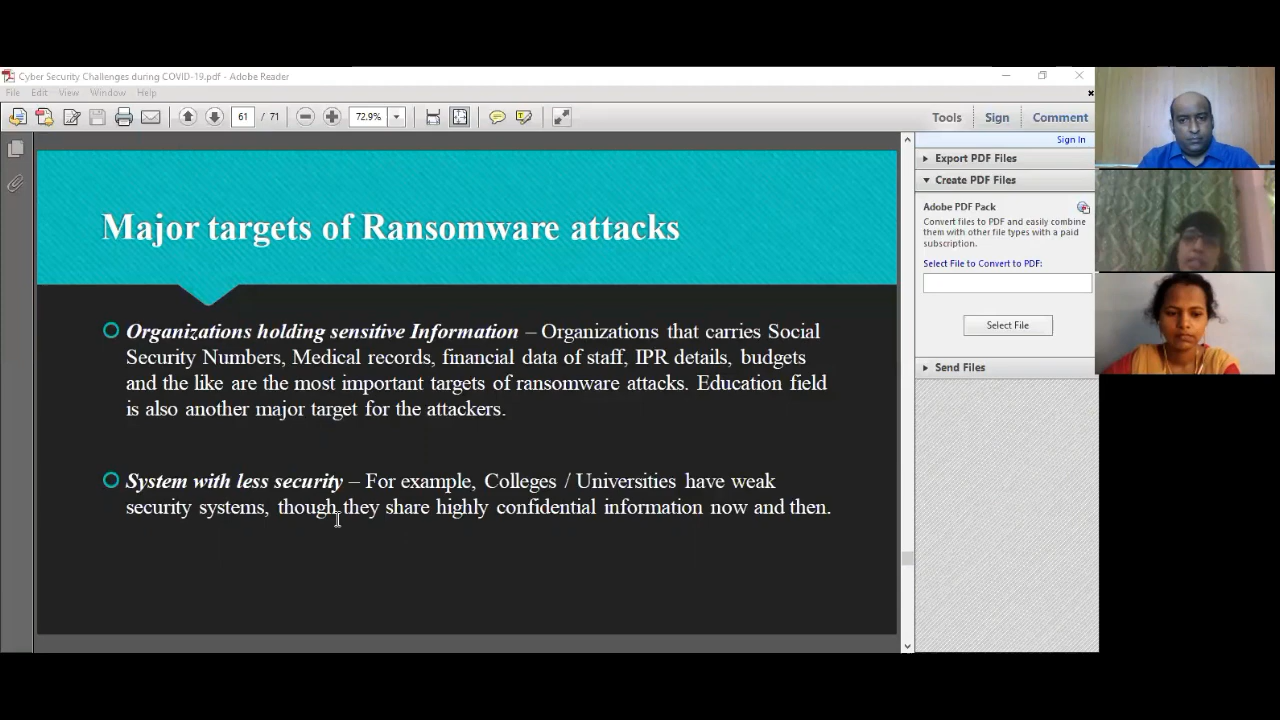 Cyber Security Challenges during COVID-19.pdf - Adobe Reader
File Edit View Window Help
61 / 71 72.9% Tools Sign Comment
Sign In
Export PDF Files
Create PDF Files
Adobe PDF Pack
Convert files to PDF and easily combine
them with other file types with a paid
subscription.
Select File to Convert to PDF:
Select File
Send Files
Major targets of Ransomware attacks
Organizations holding sensitive Information – Organizations that carries Social
Security Numbers, Medical records, financial data of staff, IPR details, budgets
and the like are the most important targets of ransomware attacks. Education field
is also another major target for the attackers.
System with less security – For example, Colleges / Universities have weak
security systems, though they share highly confidential information now and then.